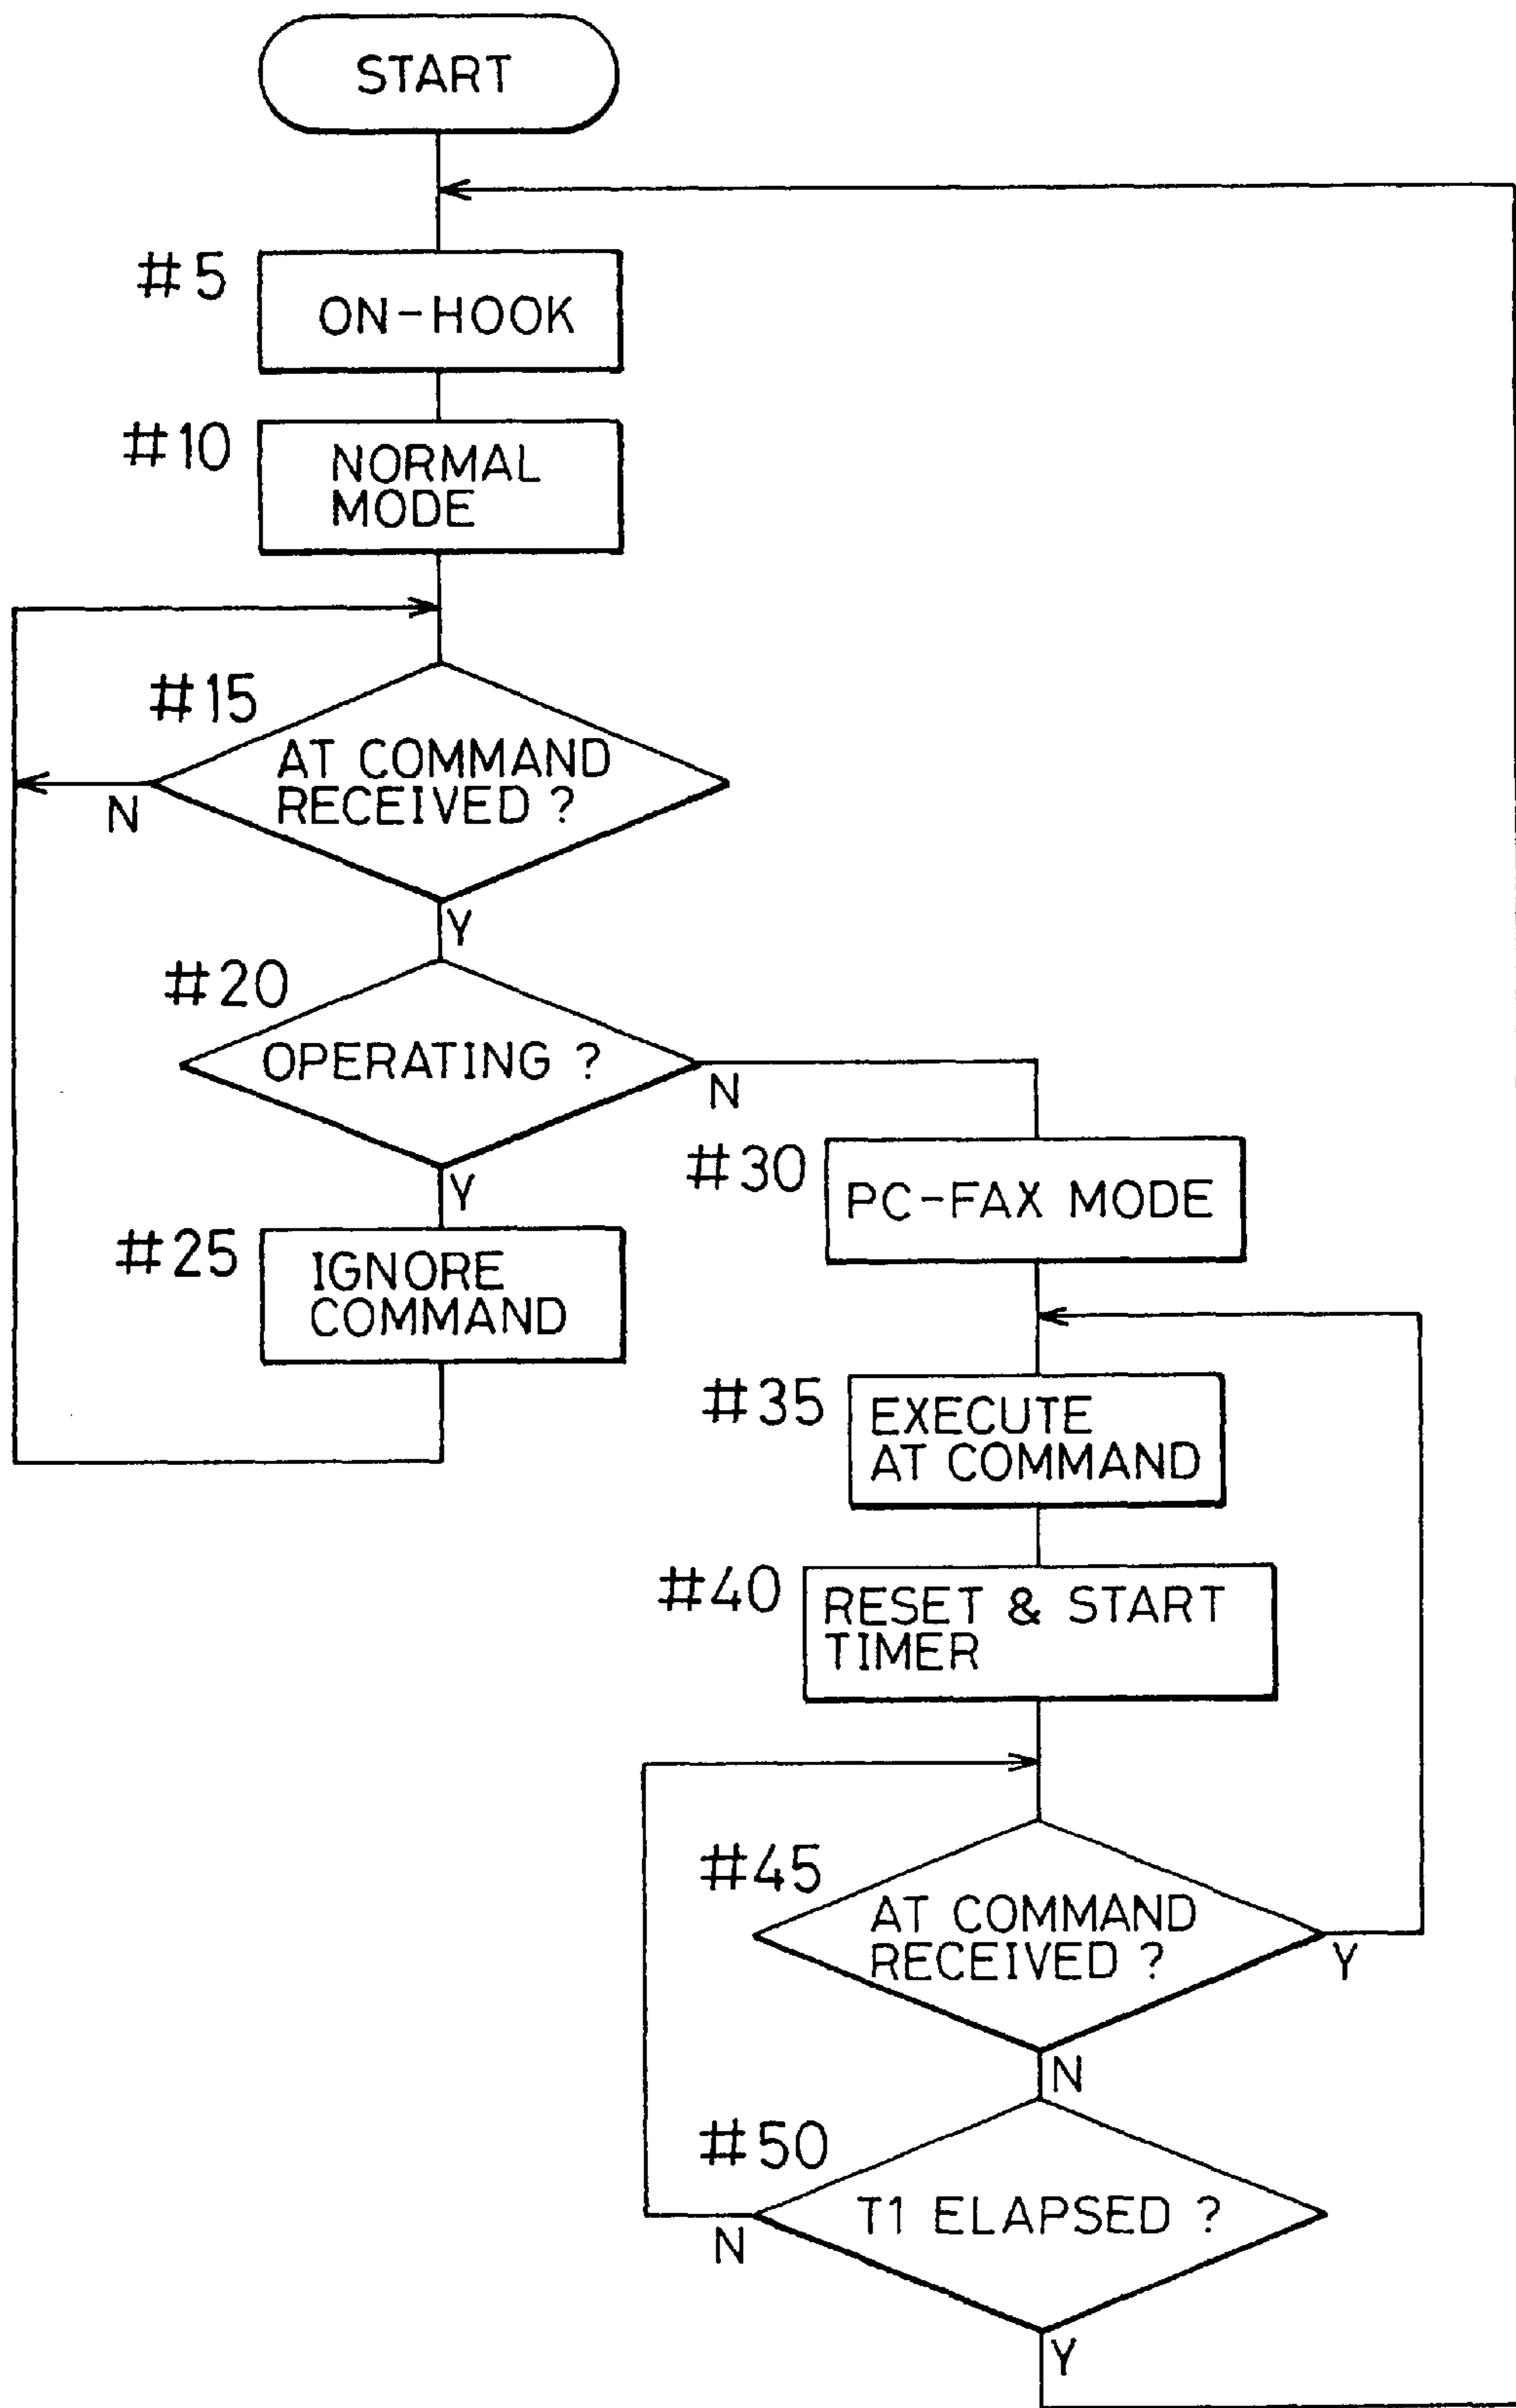 START
#5
ON-HOOK
#10
NORMAL
MODE
#15
AT COMMAND
RECEIVED ?
N
Y
#20
OPERATING ?
N
Y
#25
IGNORE
COMMAND
#30
PC-FAX MODE
#35
EXECUTE
AT COMMAND
#40
RESET & START
TIMER
#45
AT COMMAND
RECEIVED ?
Y
N
#50
T1 ELAPSED ?
N
Y